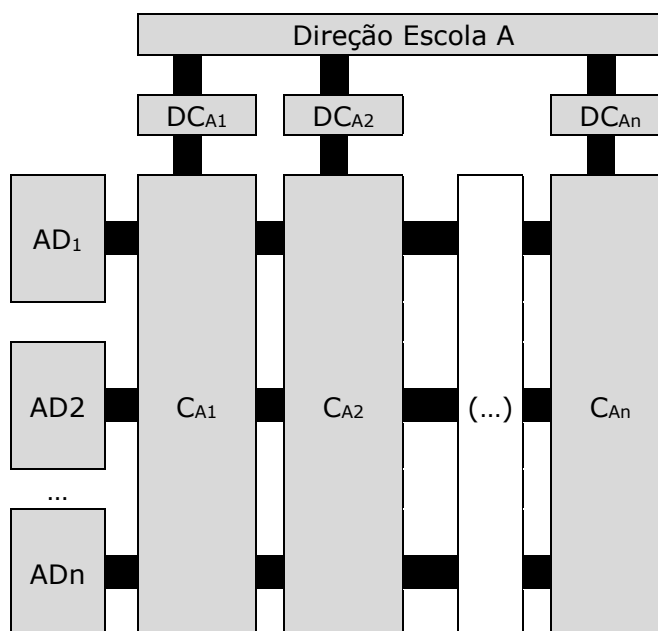 Direção Escola A
DCA1 DCA2 DCAn
AD1
AD2 CA1 CA2 (...) CAn
...
ADn